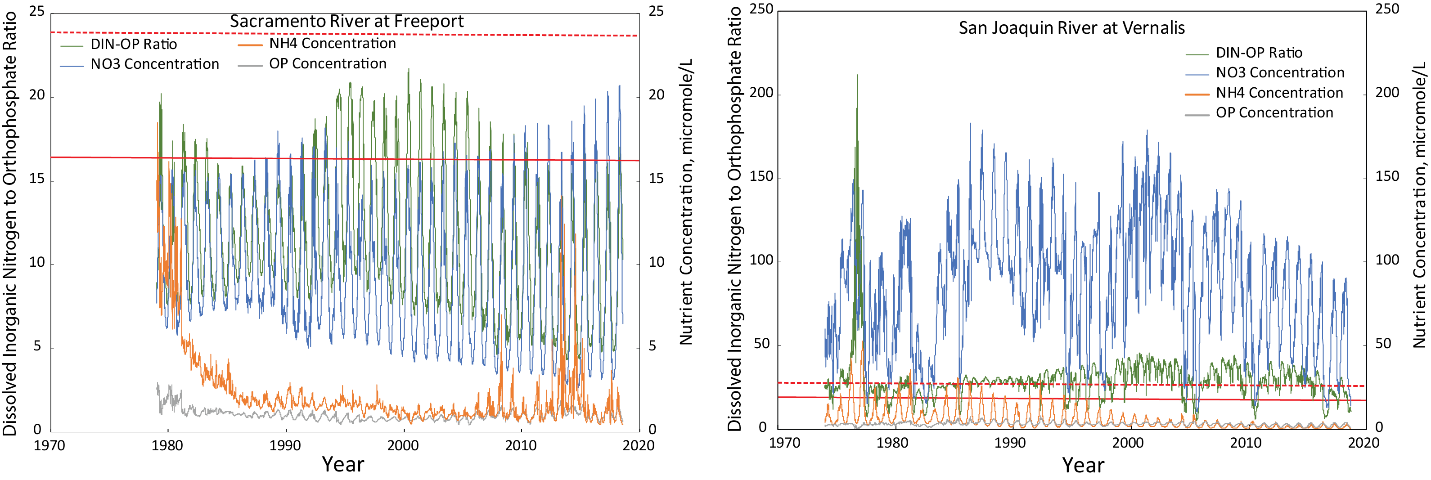 Sacramento River at Freeport
DIN-OP Ratio
NH4 Concentration
NO3 Concentration
OP Concentration
Dissolved Inorganic Nitrogen to Orthophosphate Ratio
25
20
15
10
5
0
25
20
15
10
5
0
Nutrient Concentration, micromole/L
1970
1980
1990
2000
2010
2020
Year
San Joaquin River at Vernalis
DIN-OP Ratio
NO3 Concentration
NH4 Concentration
OP Concentration
Dissolved Inorganic Nitrogen to Orthophosphate Ratio
250
200
150
100
50
0
250
200
150
100
50
0
Nutrient Concentration, micromole/L
1970
1980
1990
2000
2010
2020
Year